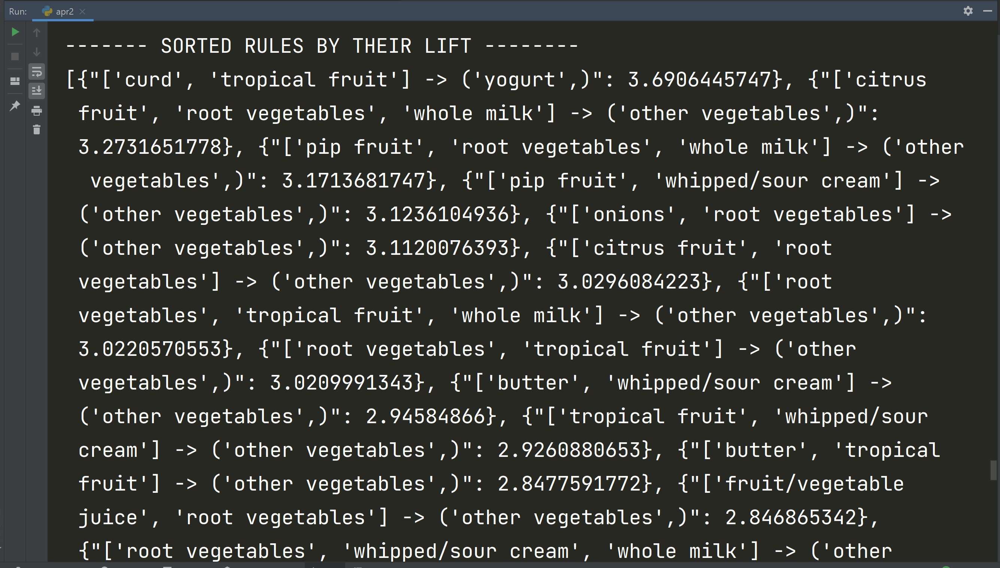 Run: apr2
------- SORTED RULES BY THEIR LIFT --------
[{"['curd', 'tropical fruit'] -> ('yogurt',)": 3.6906445747}, {"['citrus
fruit', 'root vegetables', 'whole milk'] -> ('other vegetables',)":
3.2731651778}, {"['pip fruit', 'root vegetables', 'whole milk'] -> ('other
vegetables',)": 3.1713681747}, {"['pip fruit', 'whipped/sour cream'] ->
('other vegetables',)": 3.1236104936}, {"['onions', 'root vegetables'] ->
('other vegetables',)": 3.1120076393}, {"['citrus fruit', 'root
vegetables'] -> ('other vegetables',)": 3.0296084223}, {"['root
vegetables', 'tropical fruit', 'whole milk'] -> ('other vegetables',)":
3.0220570553}, {"['root vegetables', 'tropical fruit'] -> ('other
vegetables',)": 3.0209991343}, {"['butter', 'whipped/sour cream'] ->
('other vegetables',)": 2.94584866}, {"['tropical fruit', 'whipped/sour
cream'] -> ('other vegetables',)": 2.9260880653}, {"['butter', 'tropical
fruit'] -> ('other vegetables',)": 2.8477591772}, {"['fruit/vegetable
juice', 'root vegetables'] -> ('other vegetables',)": 2.846865342},
{"['root vegetables', 'whipped/sour cream', 'whole milk'] -> ('other